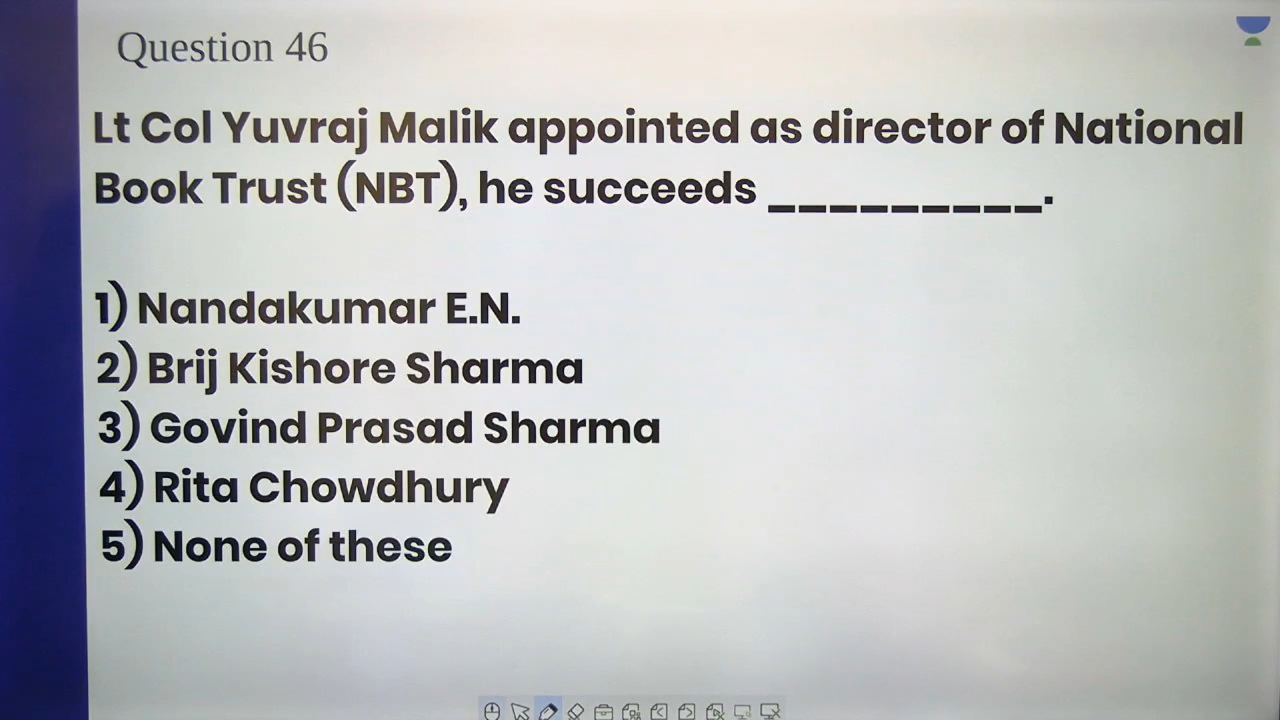 Question 46
Lt Col Yuvraj Malik appointed as director of National
Book Trust (NBT), he succeeds _________.
1) Nandakumar E.N.
2) Brij Kishore Sharma
3) Govind Prasad Sharma
4) Rita Chowdhury
5) None of these